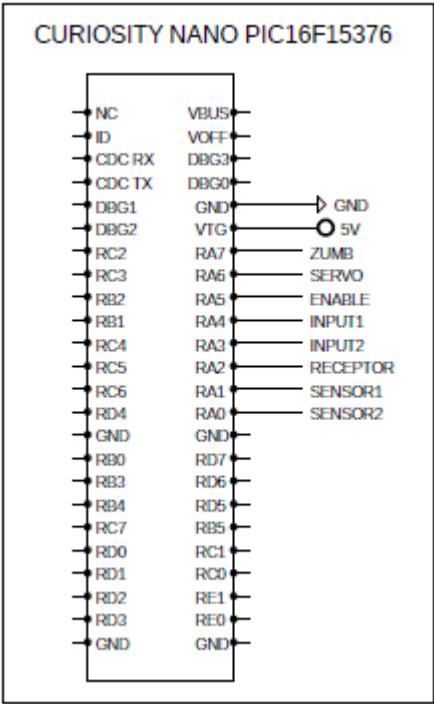 CURIOSITY NANO PIC16F15376
NC VBUS
ID VOFF
CDC RX DBG3
CDC TX DBG0
DBG1 GND GND
DBG2 VTG 5V
RC2 RA7 ZUMB
RC3 RA6 SERVO
RB2 RA5 ENABLE
RB1 RA4 INPUT1
RC4 RA3 INPUT2
RC5 RA2 RECEPTOR
RC6 RA1 SENSOR1
RD4 RA0 SENSOR2
GND GND
RB0 RD7
RB3 RD6
RB4 RD5
RC7 RB5
RD0 RC1
RD1 RC0
RD2 RE1
RD3 RE0
GND GND